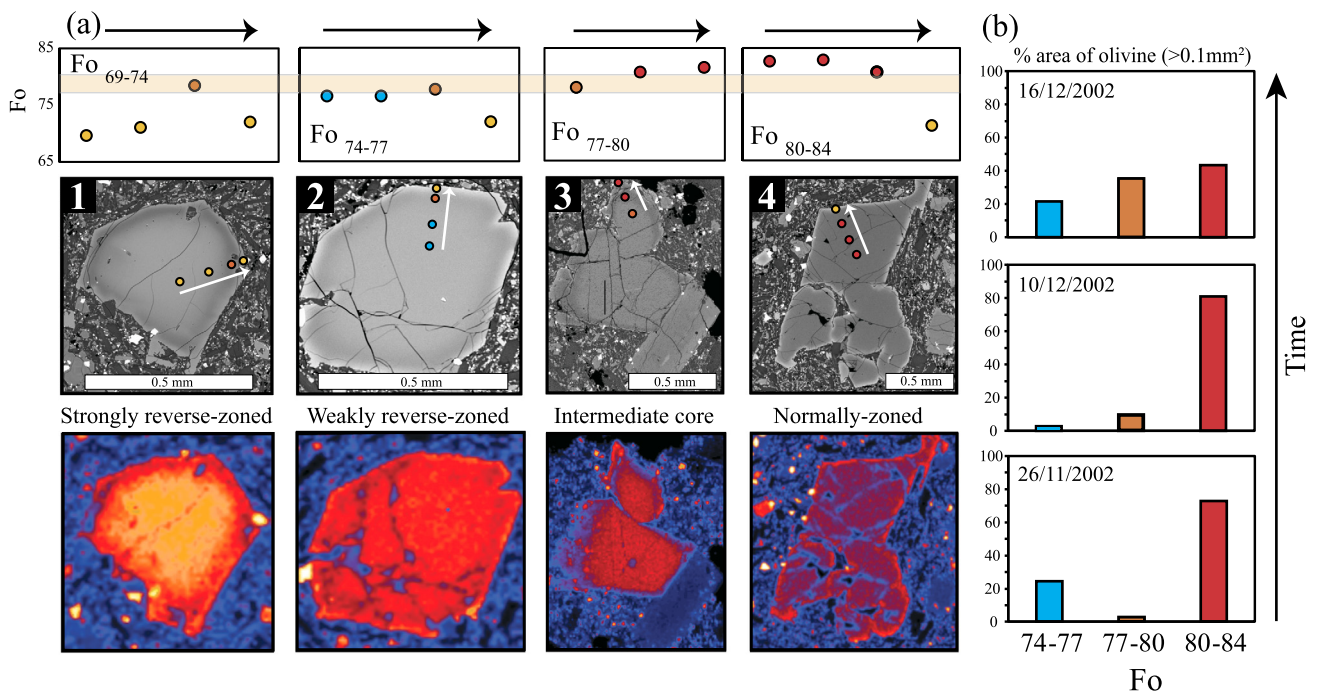 (a)
Fo
85
75
65
Fo 69-74
Fo 74-77
Fo 77-80
Fo 80-84
1
2
3
4
0.5 mm
0.5 mm
0.5 mm
0.5 mm
Strongly reverse-zoned
Weakly reverse-zoned
Intermediate core
Normally-zoned
(b)
% area of olivine (>0.1mm²)
100
80
60
40
20
0
16/12/2002
100
80
60
40
20
0
10/12/2002
100
80
60
40
20
0
26/11/2002
74-77
77-80
80-84
Fo
Time